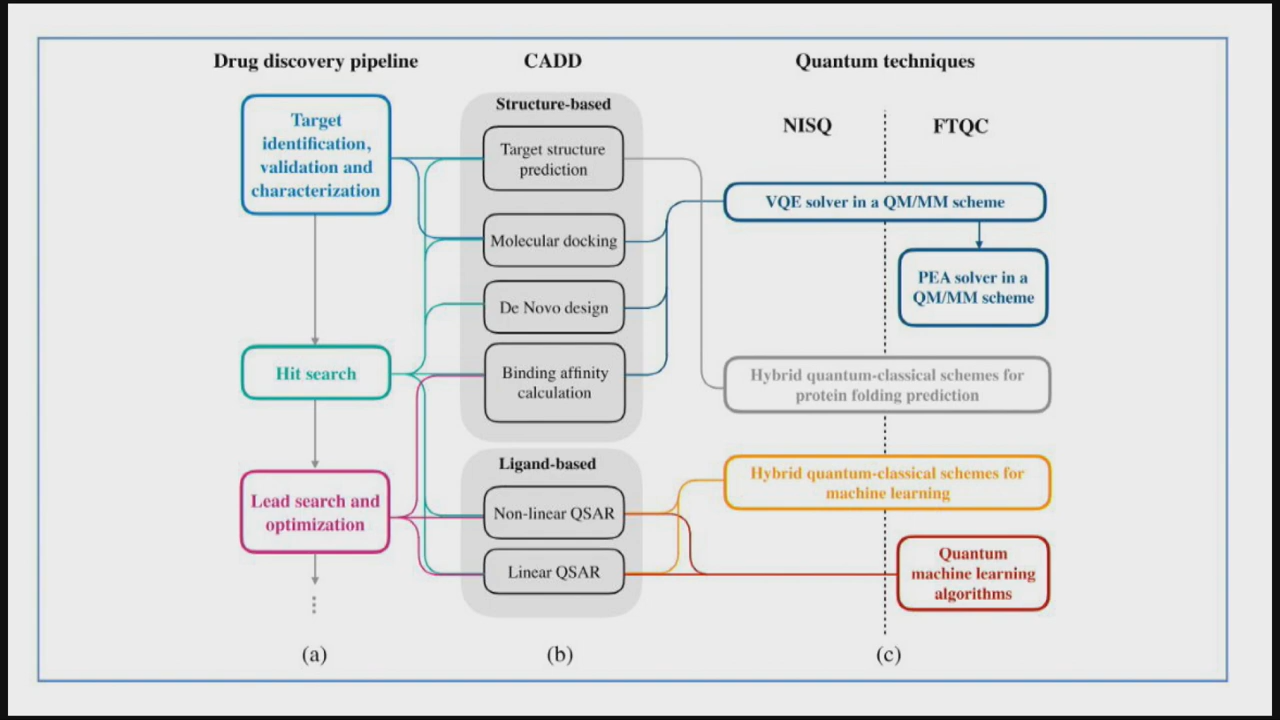 Drug discovery pipeline
CADD
Quantum techniques
Target
identification,
validation and
characterization
Hit search
Lead search and
optimization
Structure-based
Target structure
prediction
Molecular docking
De Novo design
Binding affinity
calculation
Ligand-based
Non-linear QSAR
Linear QSAR
NISQ
FTQC
VQE solver in a QM/MM scheme
PEA solver in a
QM/MM scheme
Hybrid quantum-classical schemes for
protein folding prediction
Hybrid quantum-classical schemes for
machine learning
Quantum
machine learning
algorithms
(a)
(b)
(c)